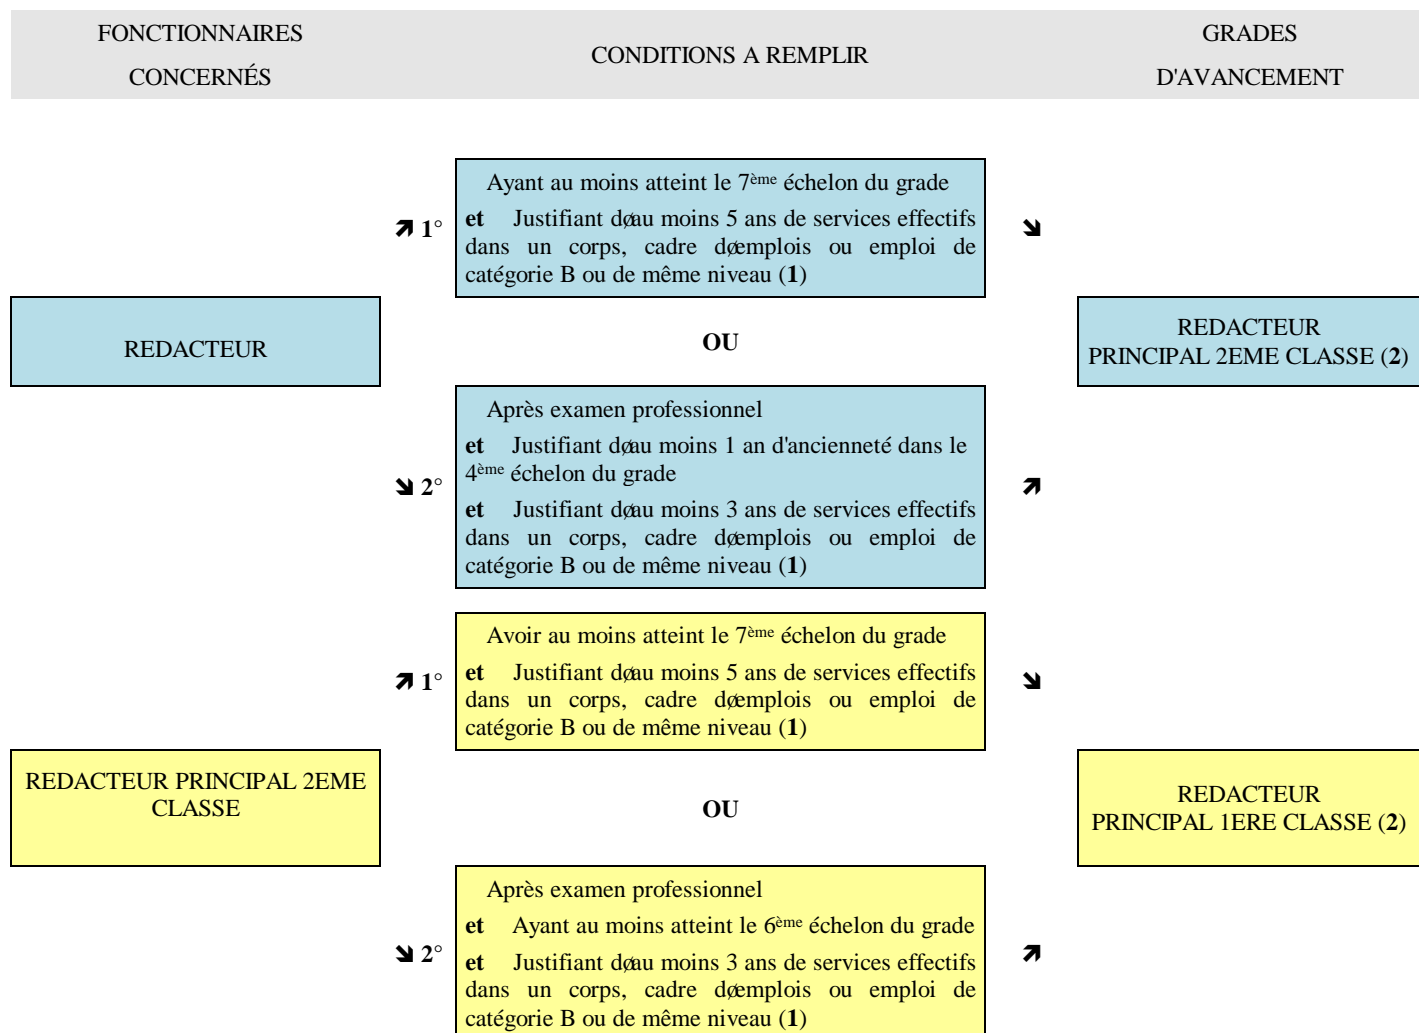 FONCTIONNAIRES
CONCERNÉS
CONDITIONS A REMPLIR
GRADES
D'AVANCEMENT
Ayant au moins atteint le 7ème échelon du grade
et Justifiant døau moins 5 ans de services effectifs
dans un corps, cadre døemplois ou emploi de
catégorie B ou de même niveau (1)
➚ 1°
➘
REDACTEUR
OU
REDACTEUR
PRINCIPAL 2EME CLASSE (2)
Après examen professionnel
et Justifiant døau moins 1 an d'ancienneté dans le
4ème échelon du grade
➘ 2°
➚
et Justifiant døau moins 3 ans de services effectifs
dans un corps, cadre døemplois ou emploi de
catégorie B ou de même niveau (1)
Avoir au moins atteint le 7ème échelon du grade
➚ 1°
➘
et Justifiant døau moins 5 ans de services effectifs
dans un corps, cadre døemplois ou emploi de
catégorie B ou de même niveau (1)
REDACTEUR PRINCIPAL 2EME
CLASSE
OU
REDACTEUR
PRINCIPAL 1ERE CLASSE (2)
Après examen professionnel
et Ayant au moins atteint le 6ème échelon du grade
➘ 2°
➚
et Justifiant døau moins 3 ans de services effectifs
dans un corps, cadre døemplois ou emploi de
catégorie B ou de même niveau (1)